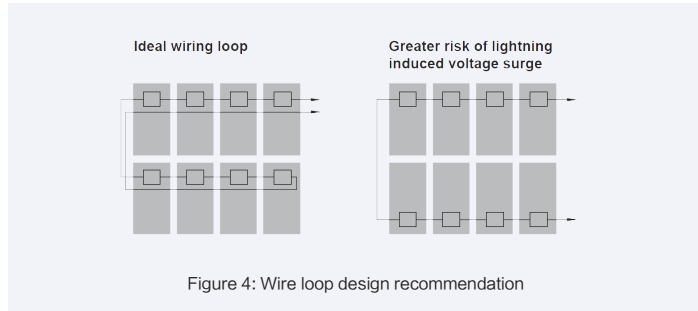 Ideal wiring loop
Greater risk of lightning
induced voltage surge
Figure 4: Wire loop design recommendation